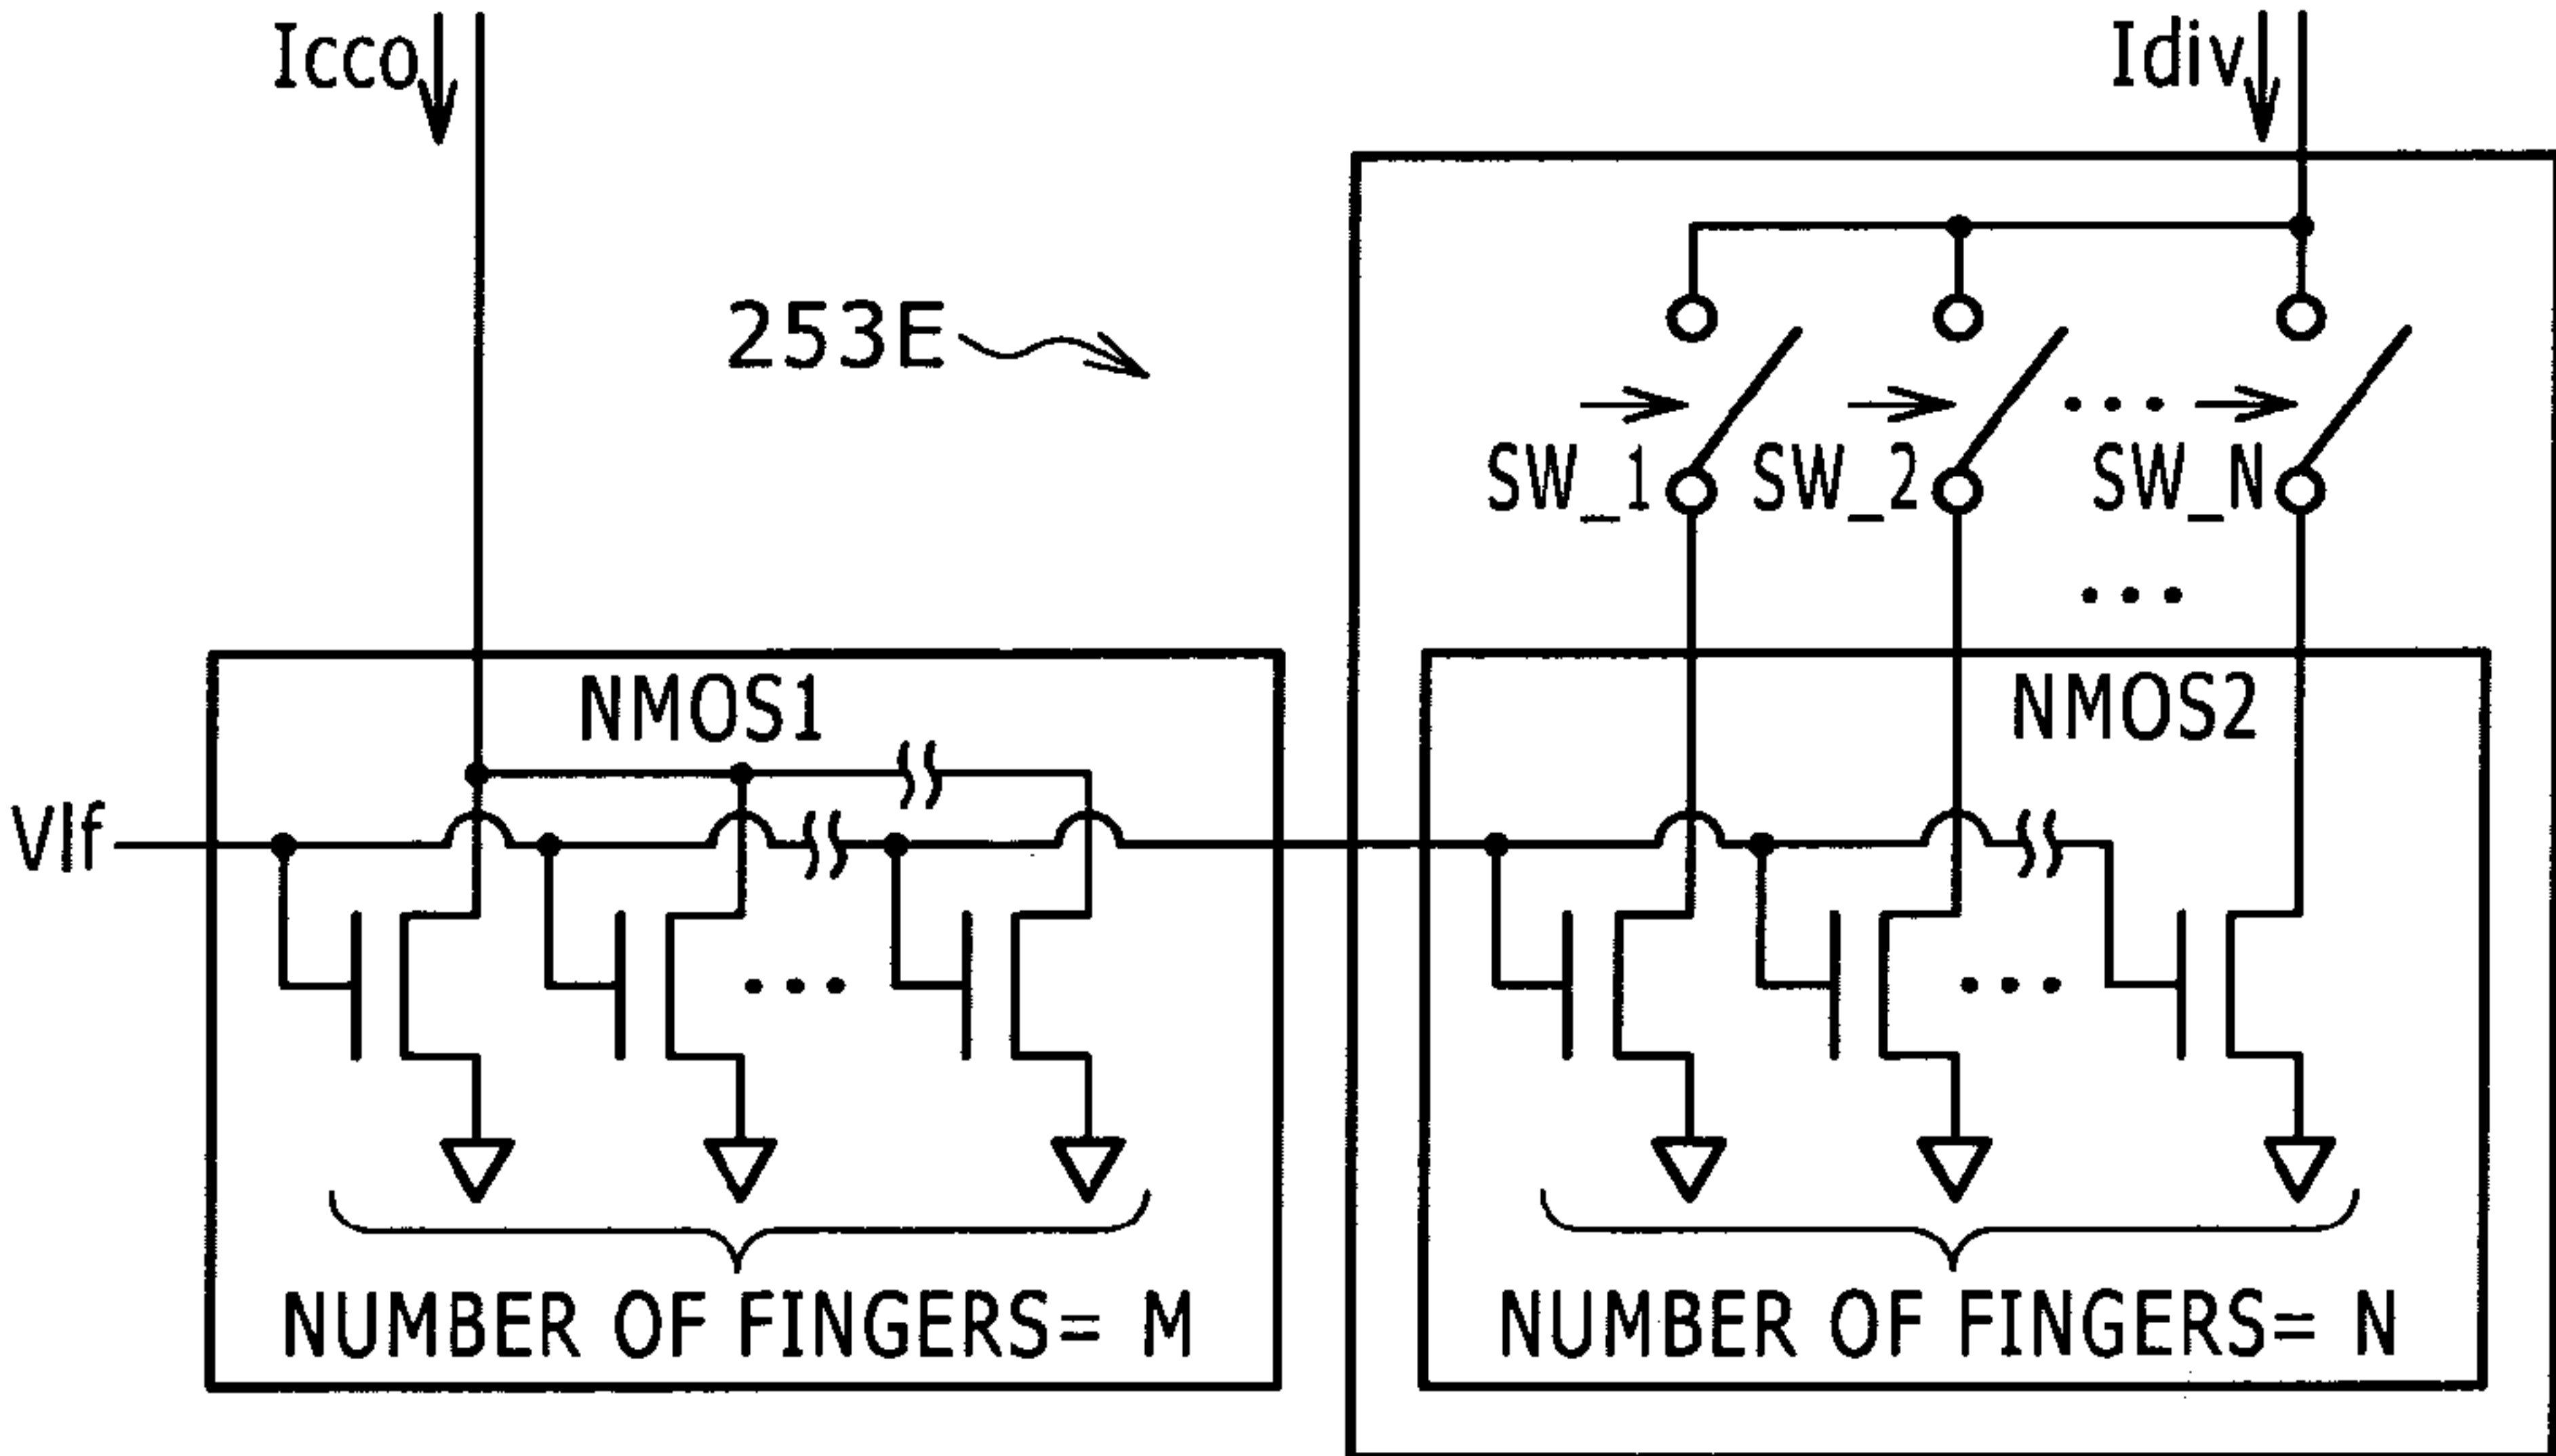 Icco
Idiv
253E
SW_1
SW_2
...
SW_N
...
NMOS1
NMOS2
Vlf
...
...
NUMBER OF FINGERS= M
NUMBER OF FINGERS= N